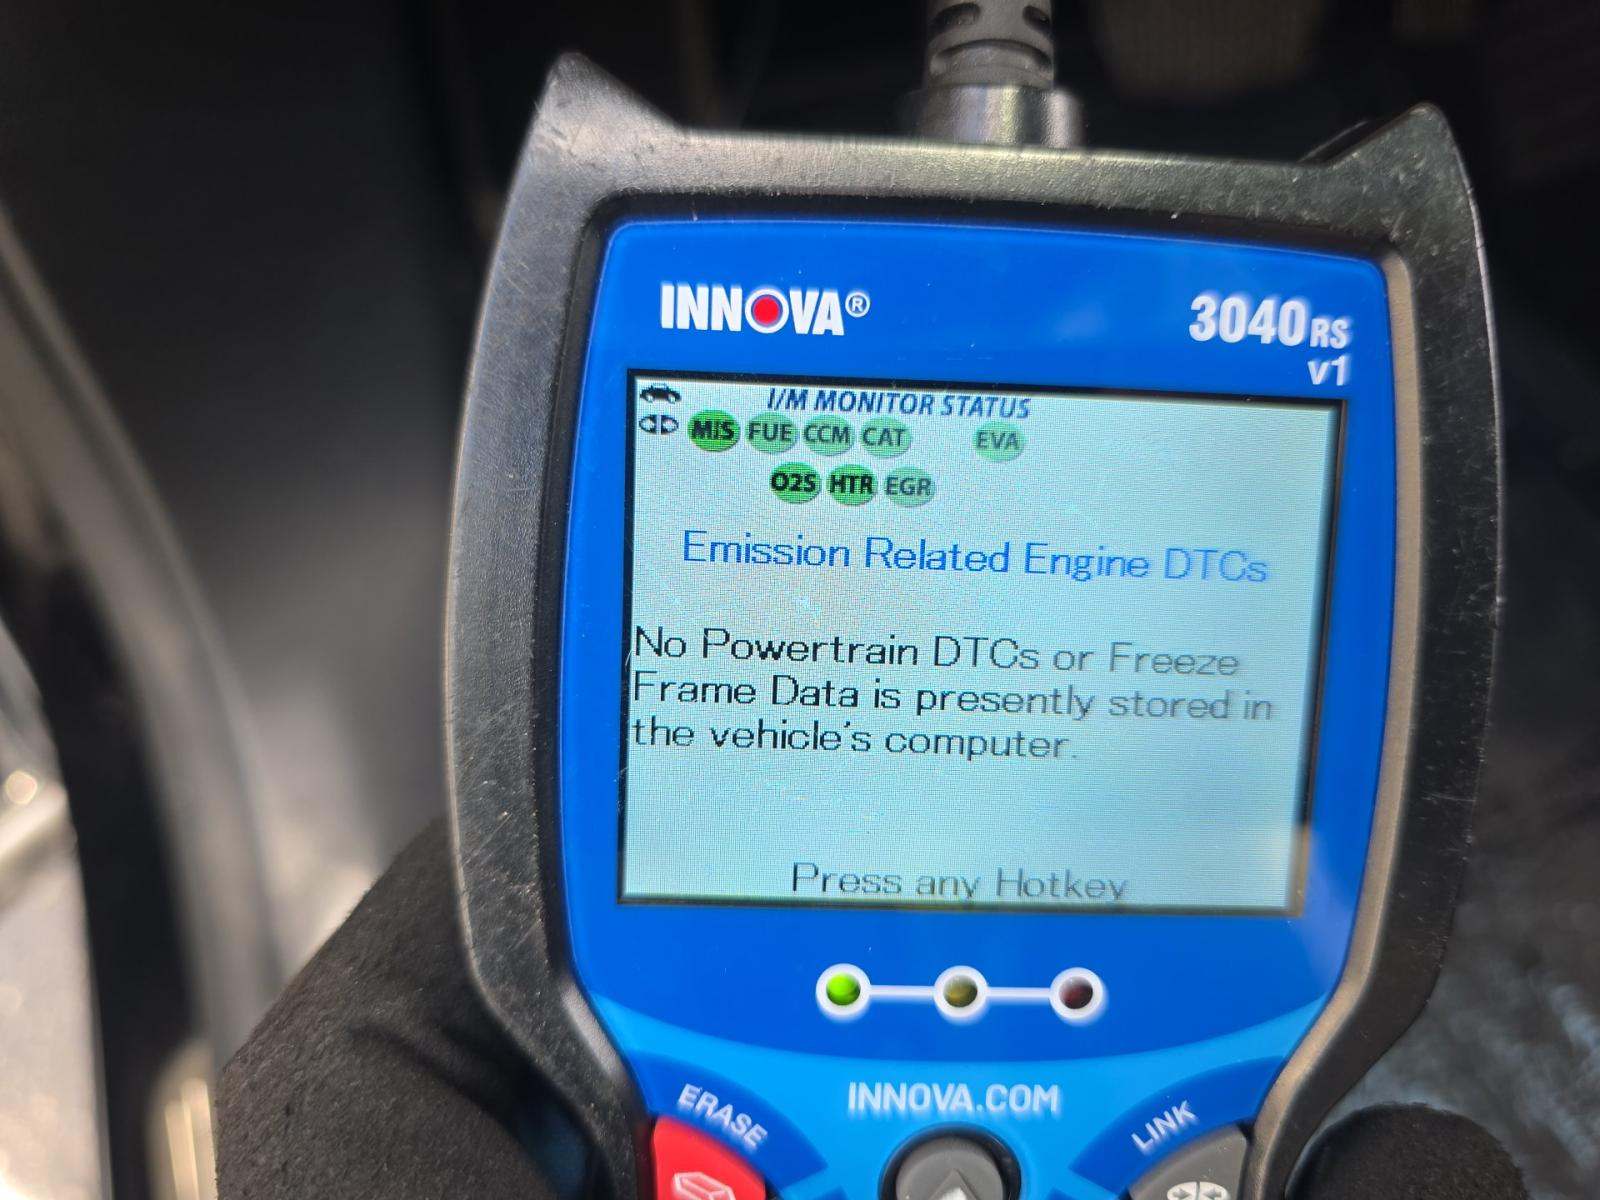 INNOVA®
3040RS
v1
I/M MONITOR STATUS
MIS FUE CCM CAT EVA
O2S HTR EGR
Emission Related Engine DTCs
No Powertrain DTCs or Freeze
Frame Data is presently stored in
the vehicle's computer.
Press any Hotkey
INNOVA.COM
ERASE
LINK